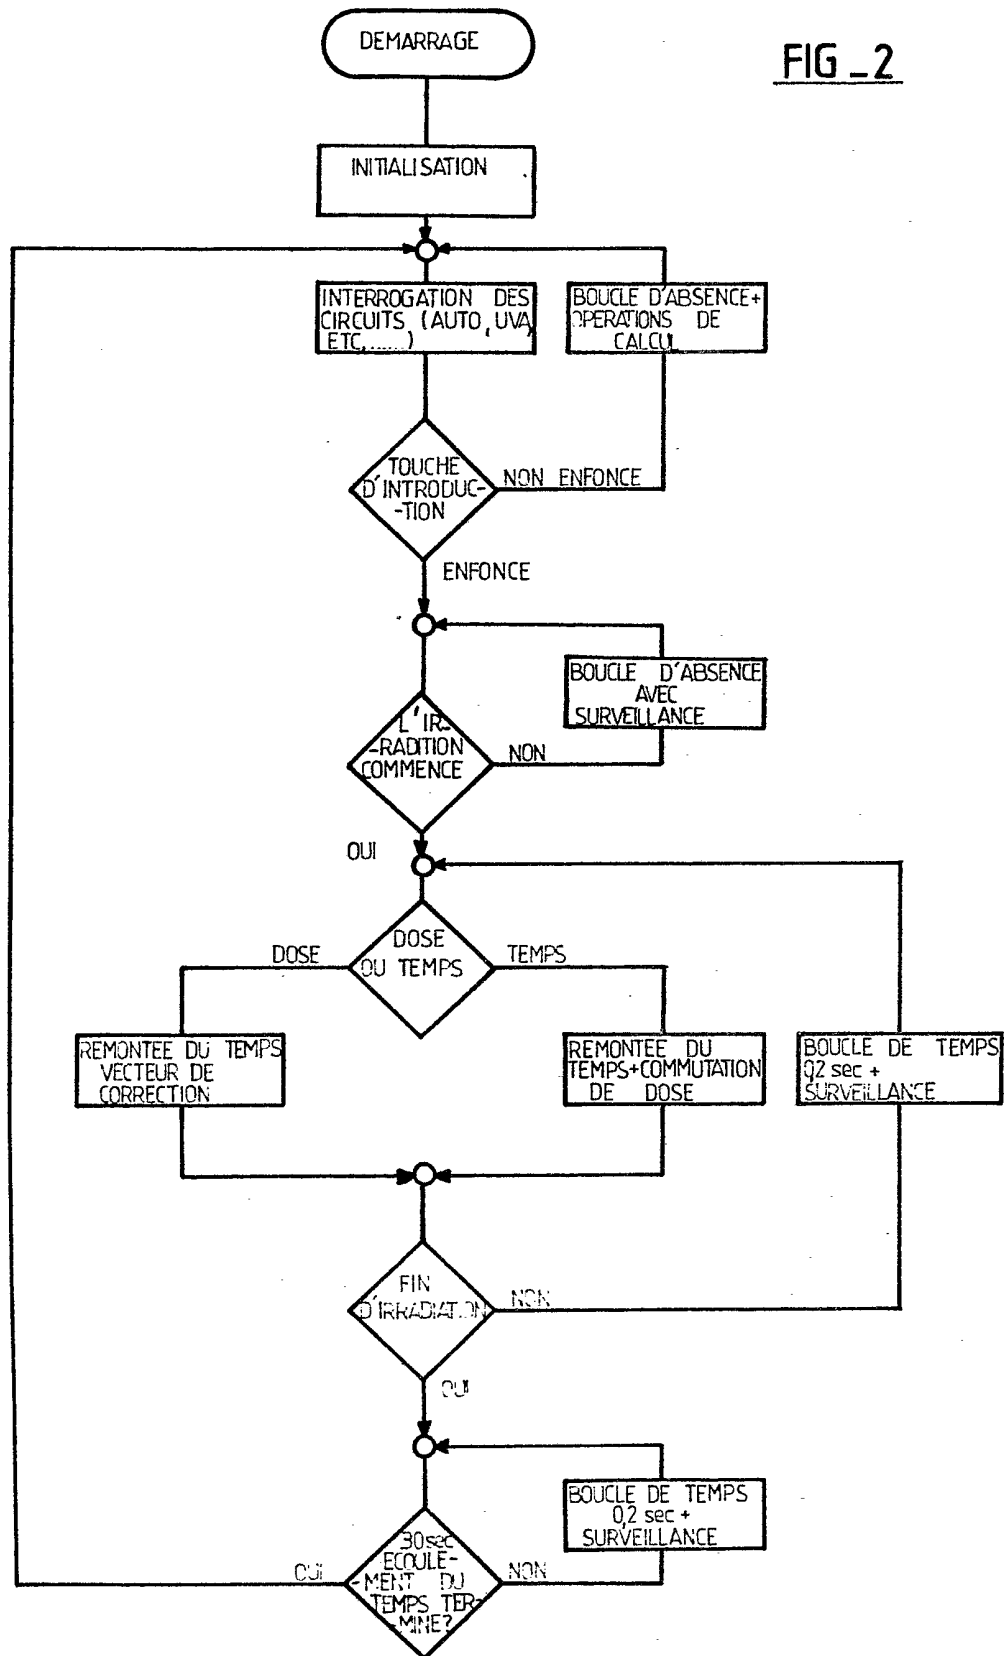 DEMARRAGE
FIG_2
INITIALISATION
INTERROGATION DES
CIRCUITS (AUTO, UVA,
ETC,......)
BOUCLE D'ABSENCE+
OPERATIONS DE
CALCUL
TOUCHE
D'INTRODUC-
-TION
NON ENFONCE
ENFONCE
BOUCLE D'ABSENCE
AVEC
SURVEILLANCE
L'IR-
-RADITION
COMMENCE
NON
OUI
DOSE
OU TEMPS
DOSE
TEMPS
REMONTEE DU TEMPS
VECTEUR DE
CORRECTION
REMONTEE DU
TEMPS+COMMUTATION
DE DOSE
BOUCLE DE TEMPS
0,2 sec +
SURVEILLANCE
FIN
D'IRRADIATION
NON
OUI
BOUCLE DE TEMPS
0,2 sec +
SURVEILLANCE
30sec
ECOULE-
-MENT DU
TEMPS TER-
-MINE?
OUI
NON